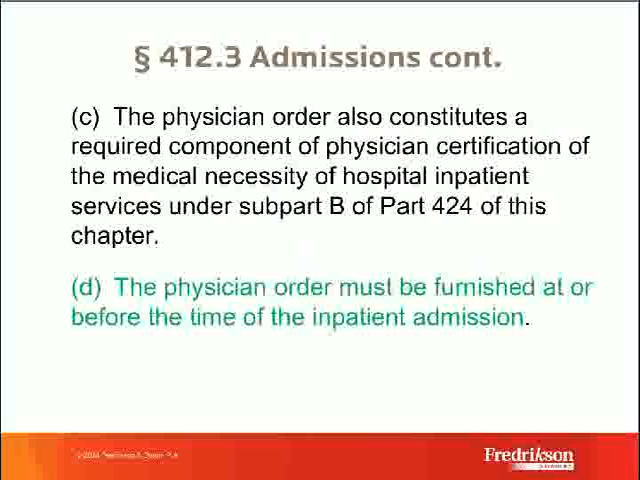 § 412.3 Admissions cont.
(c) The physician order also constitutes a
required component of physician certification of
the medical necessity of hospital inpatient
services under subpart B of Part 424 of this
chapter.
(d) The physician order must be furnished at or
before the time of the inpatient admission.
Fredrikson